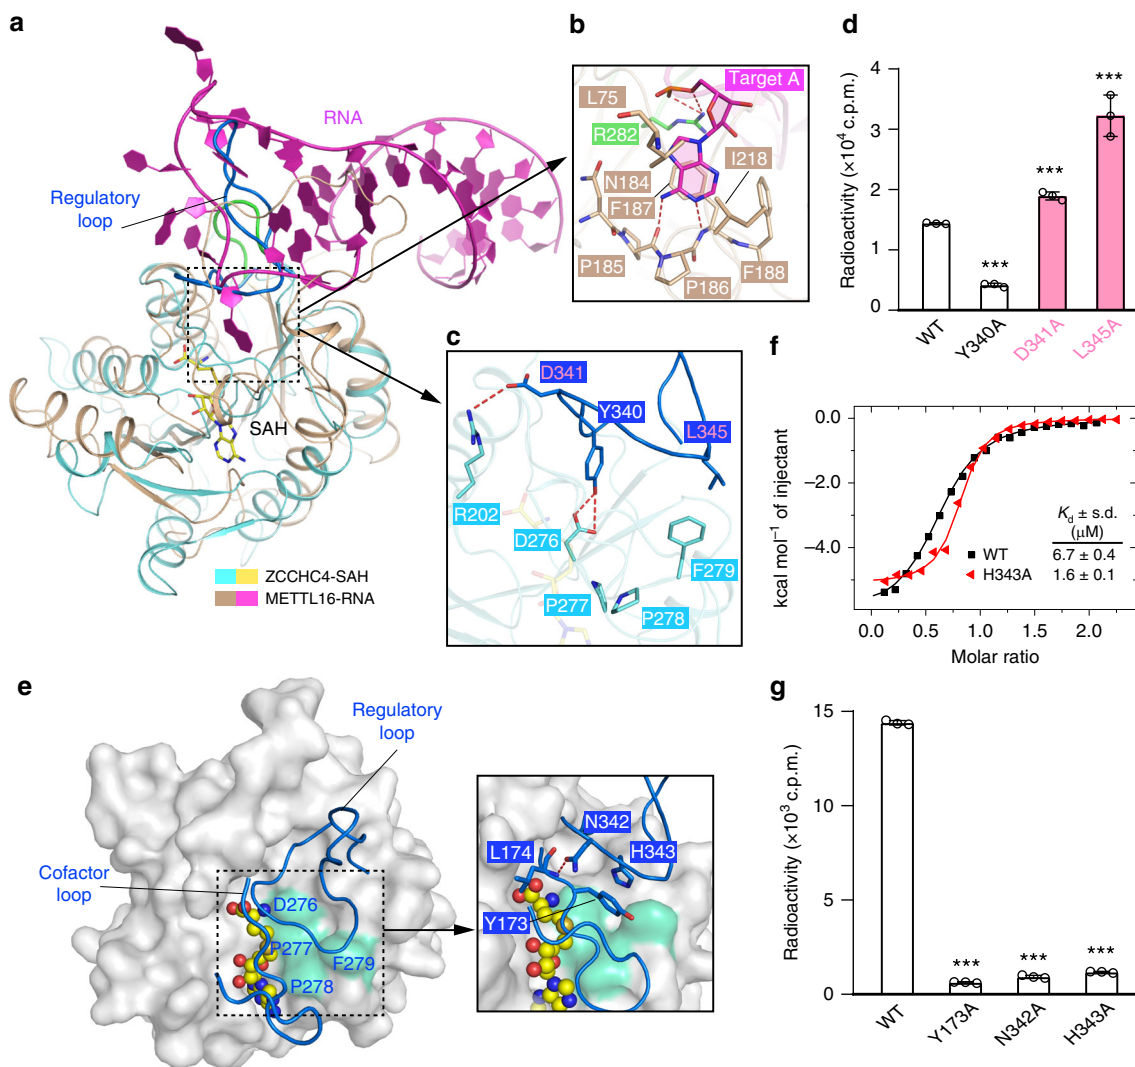 a
RNA
Regulatory
loop
SAH
ZCCHC4-SAH
METTL16-RNA
b
Target A
L75
R282
I218
N184
F187
P185
P186
F188
c
D341
Y340
L345
R202
D276
F279
P277
P278
d
Radioactivity (×10⁴ c.p.m.)
4
3
2
1
0
***
***
***
WT
Y340A
D341A
L345A
f
kcal mol⁻¹ of injectant
0.0
−2.0
−4.0
Kd ± s.d.
(μM)
WT 6.7 ± 0.4
H343A 1.6 ± 0.1
0.0 0.5 1.0 1.5 2.0
Molar ratio
e
Regulatory
loop
Cofactor
loop
D276
P277
F279
P278
N342
L174
H343
Y173
g
Radioactivity (×10³ c.p.m.)
15
10
5
0
***
***
***
WT
Y173A
N342A
H343A